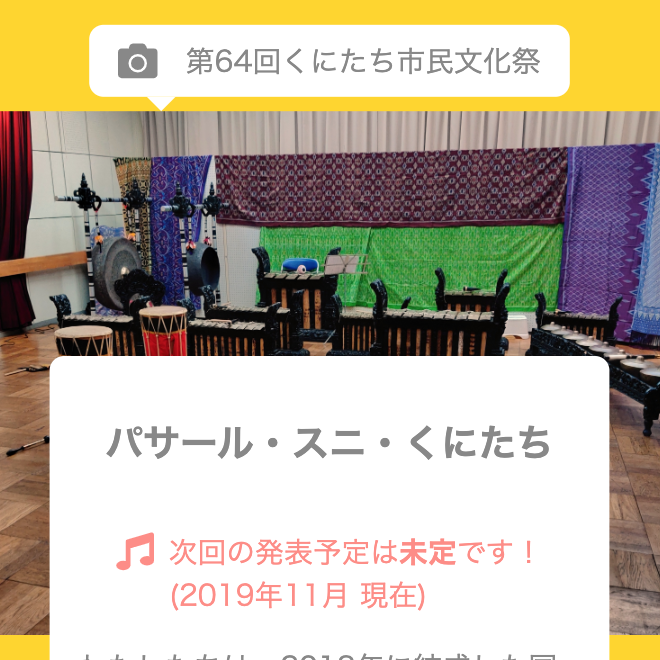 第64回くにたち市民文化祭
パサール・スニ・くにたち
次回の発表予定は未定です！
(2019年11月 現在)